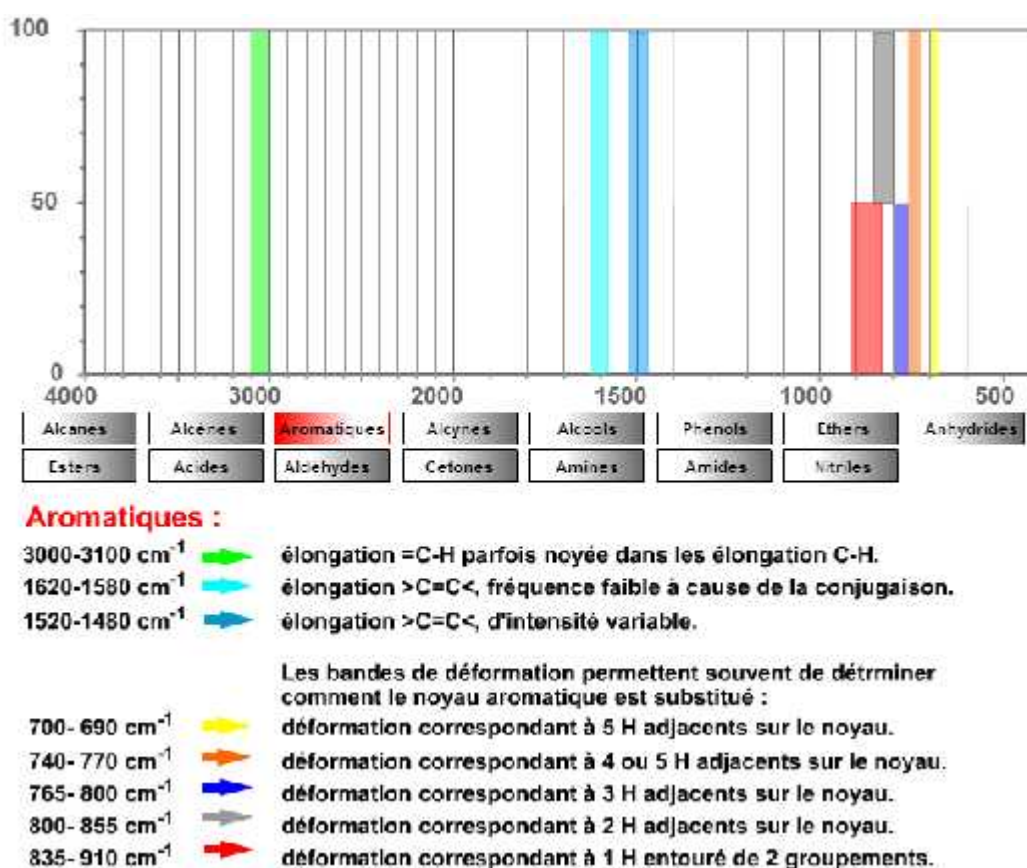 100
50
0
4000 3000 2000 1500 1000 500
Alcanes Alcènes Aromatiques Alcynes Alcools Phenols Ethers Anhydrides
Esters Acides Aldehydes Cetones Amines Amides Nitriles
Aromatiques :
3000-3100 cm-1 élongation =C-H parfois noyée dans les élongation C-H.
1620-1580 cm-1 élongation >C=C<, fréquence faible à cause de la conjugaison.
1520-1480 cm-1 élongation >C=C<, d'intensité variable.
Les bandes de déformation permettent souvent de détrminer
comment le noyau aromatique est substitué :
700- 690 cm-1 déformation correspondant à 5 H adjacents sur le noyau.
740- 770 cm-1 déformation correspondant à 4 ou 5 H adjacents sur le noyau.
765- 800 cm-1 déformation correspondant à 3 H adjacents sur le noyau.
800- 855 cm-1 déformation correspondant à 2 H adjacents sur le noyau.
835- 910 cm-1 déformation correspondant à 1 H entouré de 2 groupements.